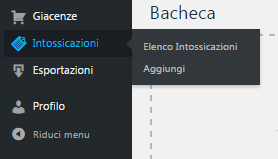 Giacenze
Bacheca
Intossicazioni
Elenco Intossicazioni
Aggiungi
Esportazioni
Profilo
Riduci menu